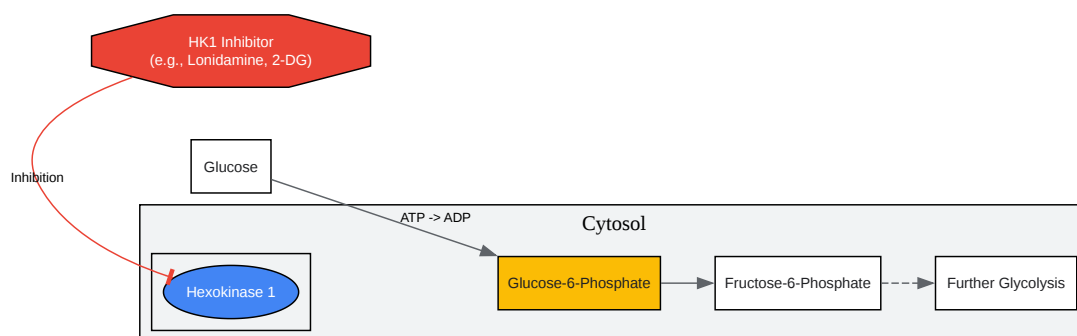 HK1 Inhibitor
(e.g., Lonidamine, 2-DG)
Glucose
Inhibition
ATP -> ADP
Cytosol
Hexokinase 1
Glucose-6-Phosphate
Fructose-6-Phosphate
Further Glycolysis